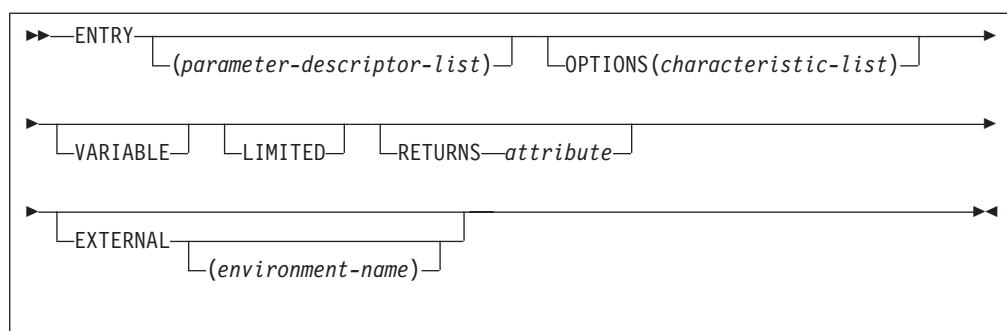 ENTRY
(parameter-descriptor-list) OPTIONS(characteristic-list)
VARIABLE LIMITED RETURNS attribute
EXTERNAL
(environment-name)